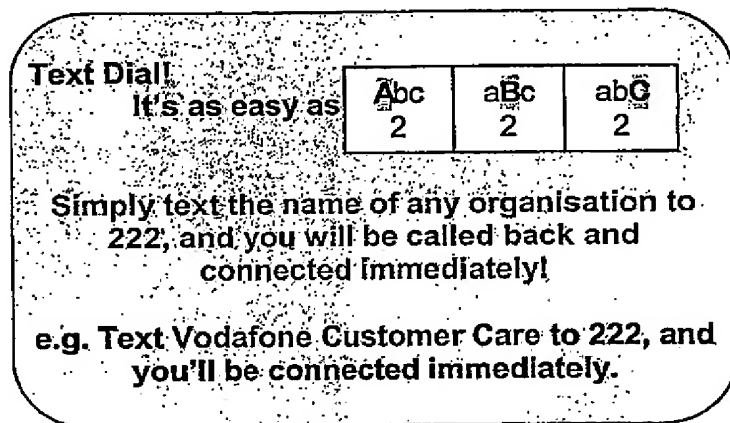 Text Dial!
It's as easy as
Abc aBc abC
2 2 2
Simply text the name of any organisation to
222, and you will be called back and
connected immediately!
e.g. Text Vodafone Customer Care to 222, and
you'll be connected immediately.